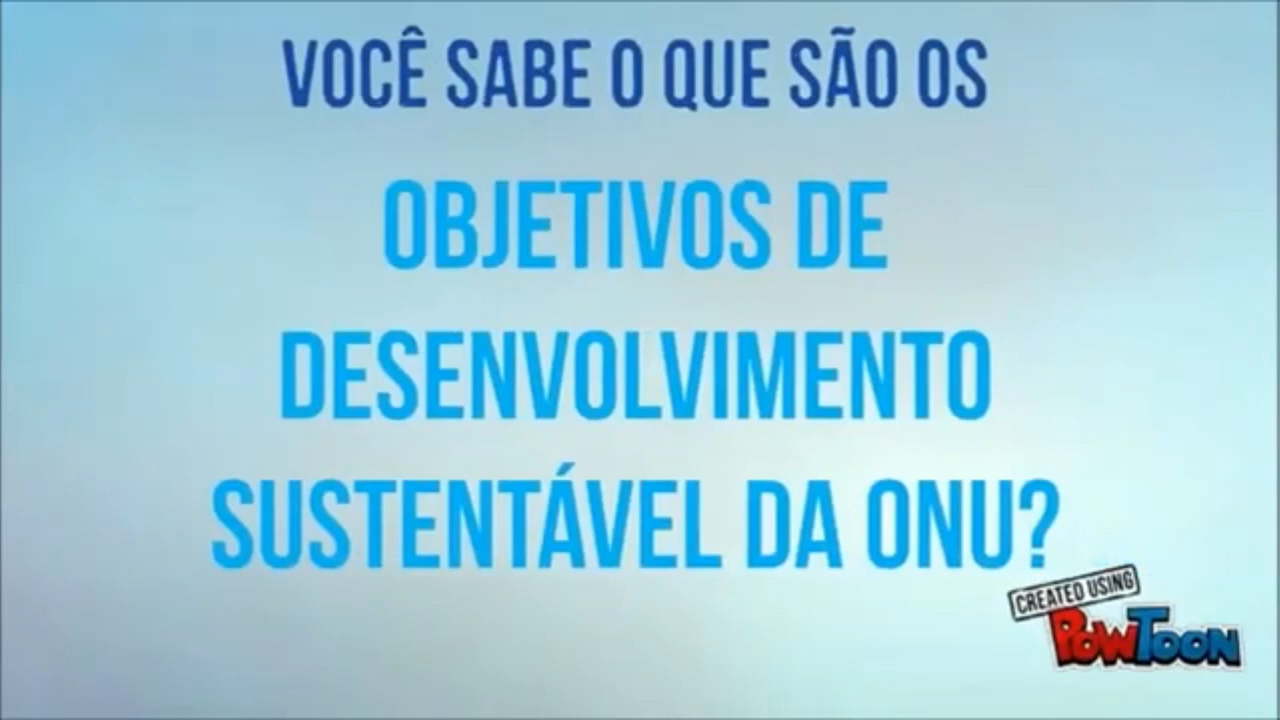 VOCÊ SABE O QUE SÃO OS
OBJETIVOS DE
DESENVOLVIMENTO
SUSTENTÁVEL DA ONU?
CREATED USING
POWTOON